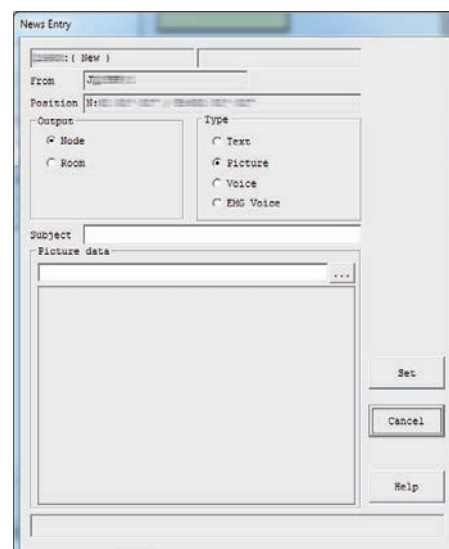 News Entry
:( New )
From J
Position N:
Output
Node
Room
Type
Text
Picture
Voice
EMG Voice
Subject
Picture data
...
Set
Cancel
Help